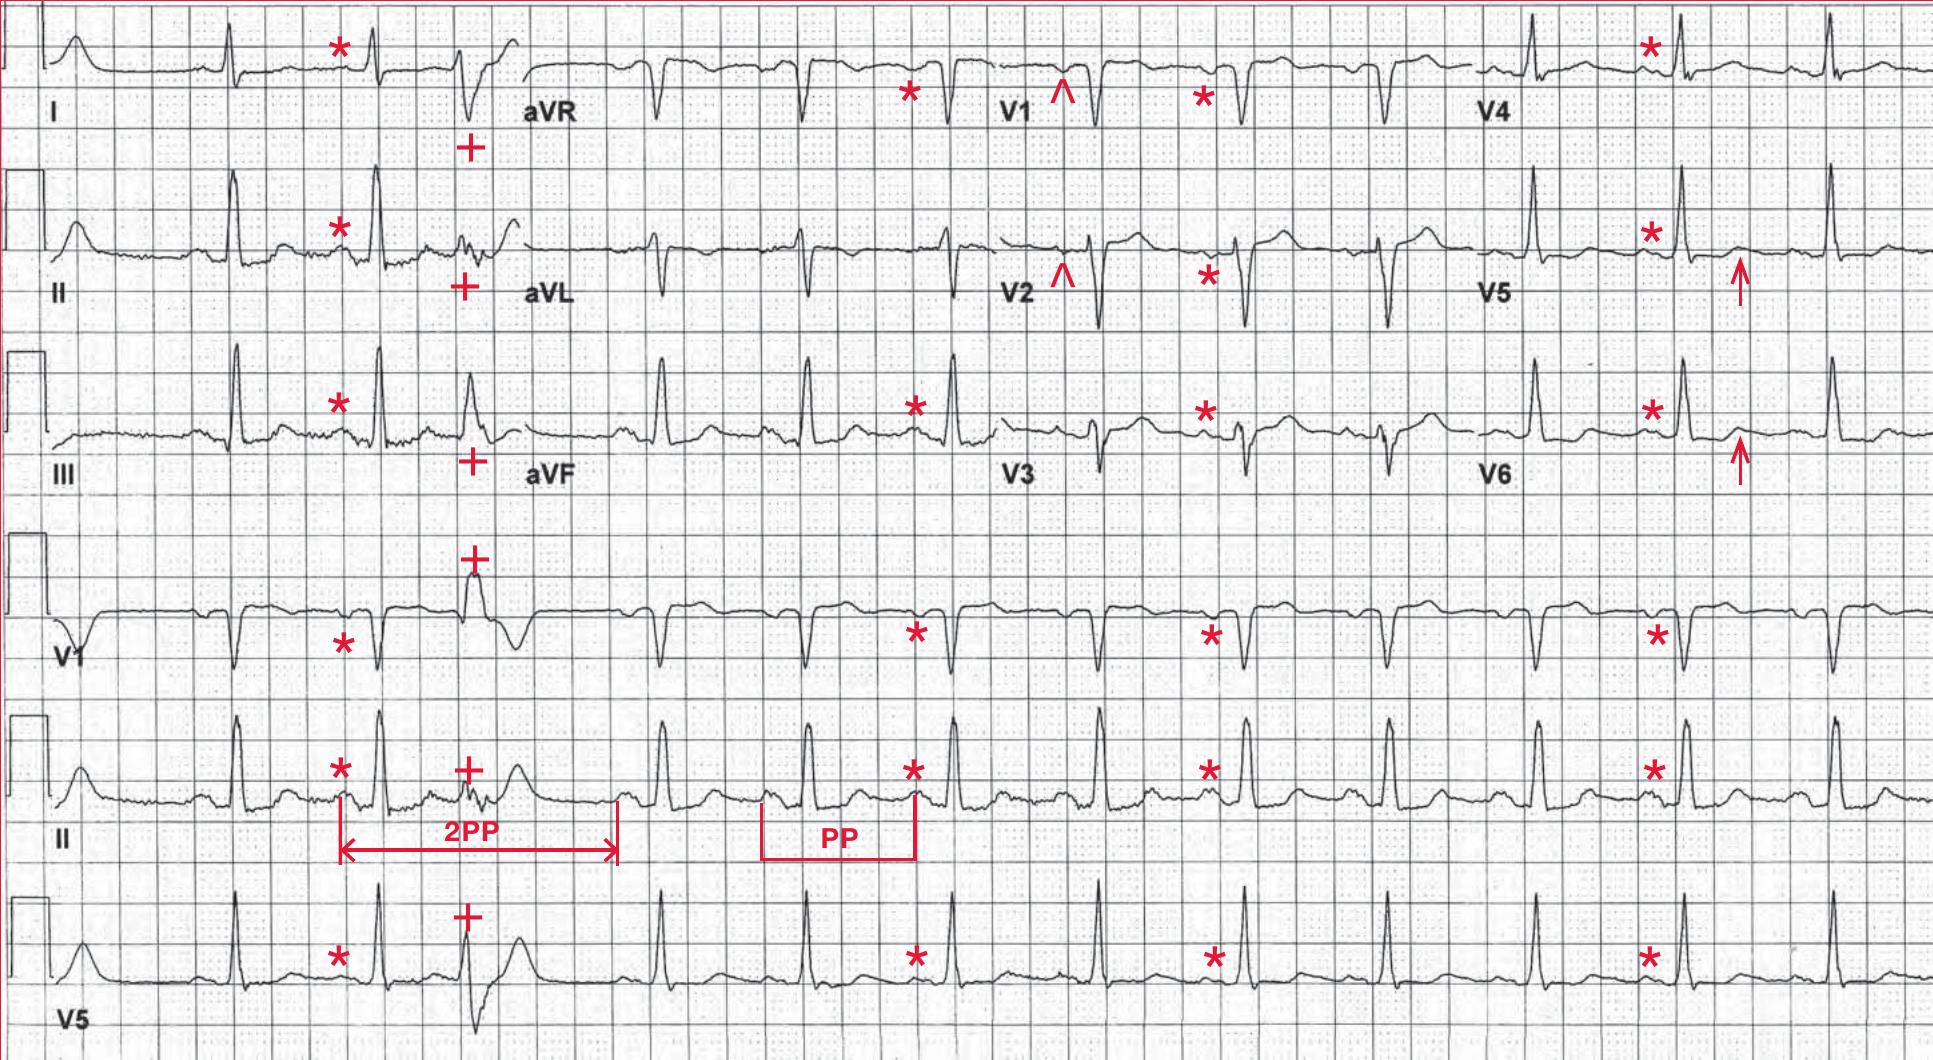 I aVR V1 V4
II aVL V2 V5
III aVF V3 V6
V1
2PP PP
II
V5